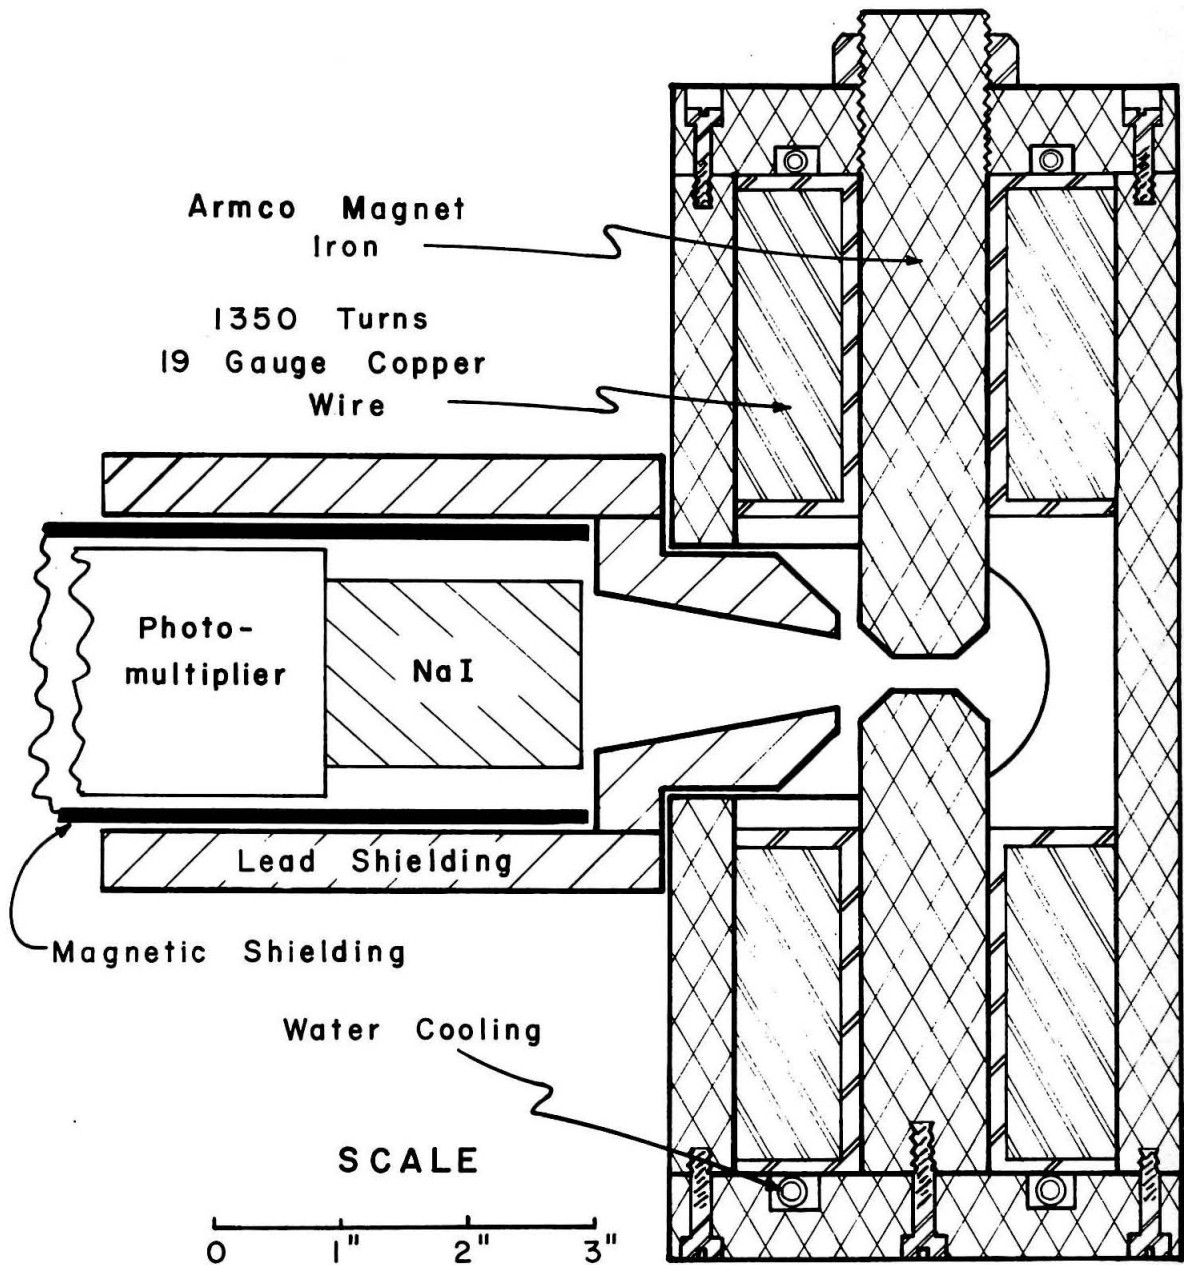 Armco Magnet
Iron
1350 Turns
19 Gauge Copper
Wire
Photo-
multiplier
NaI
Lead Shielding
Magnetic Shielding
Water Cooling
SCALE
0 1" 2" 3"